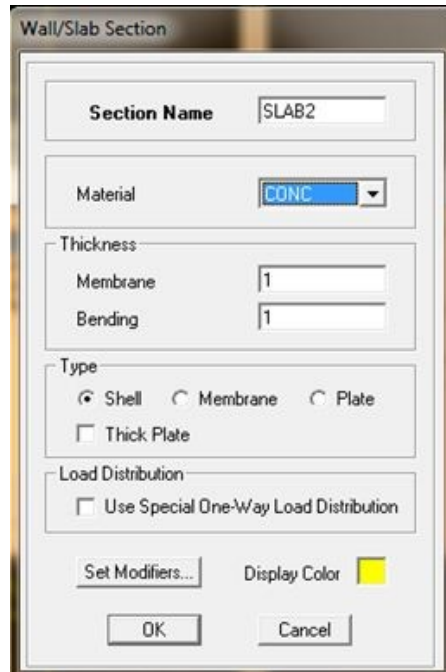 Wall/Slab Section
Section Name SLAB2
Material CONC
Thickness
Membrane 1
Bending 1
Type
Shell Membrane Plate
Thick Plate
Load Distribution
Use Special One-Way Load Distribution
Set Modifiers... Display Color
OK Cancel